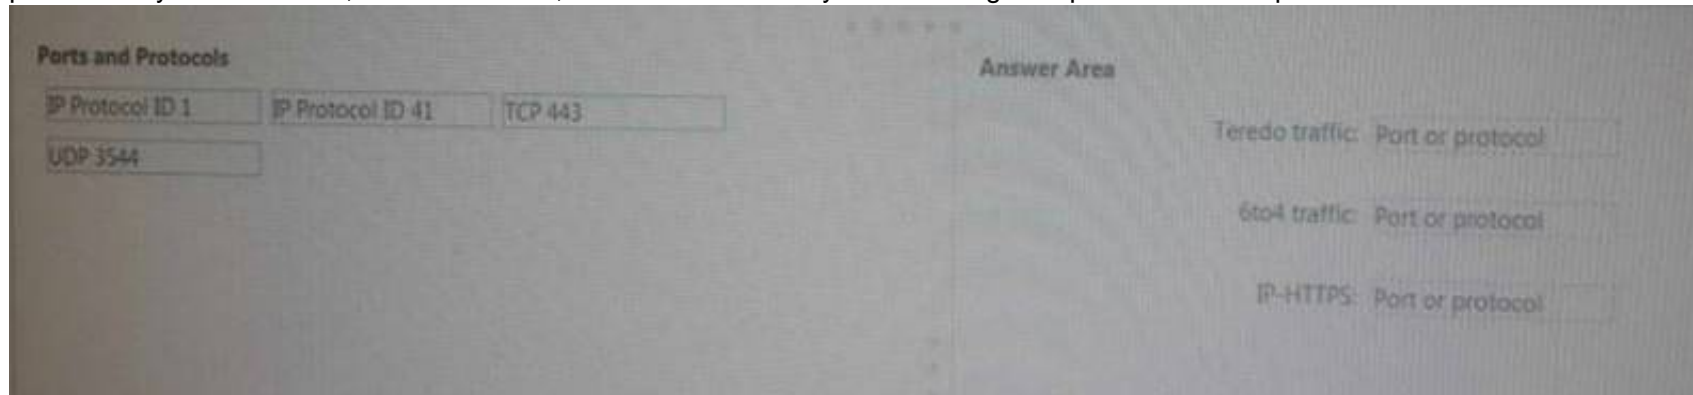 Ports and Protocols
IP Protocol ID 1
IP Protocol ID 41
TCP 443
UDP 3544
Answer Area
Teredo traffic: Port or protocol
6to4 traffic: Port or protocol
IP-HTTPS: Port or protocol